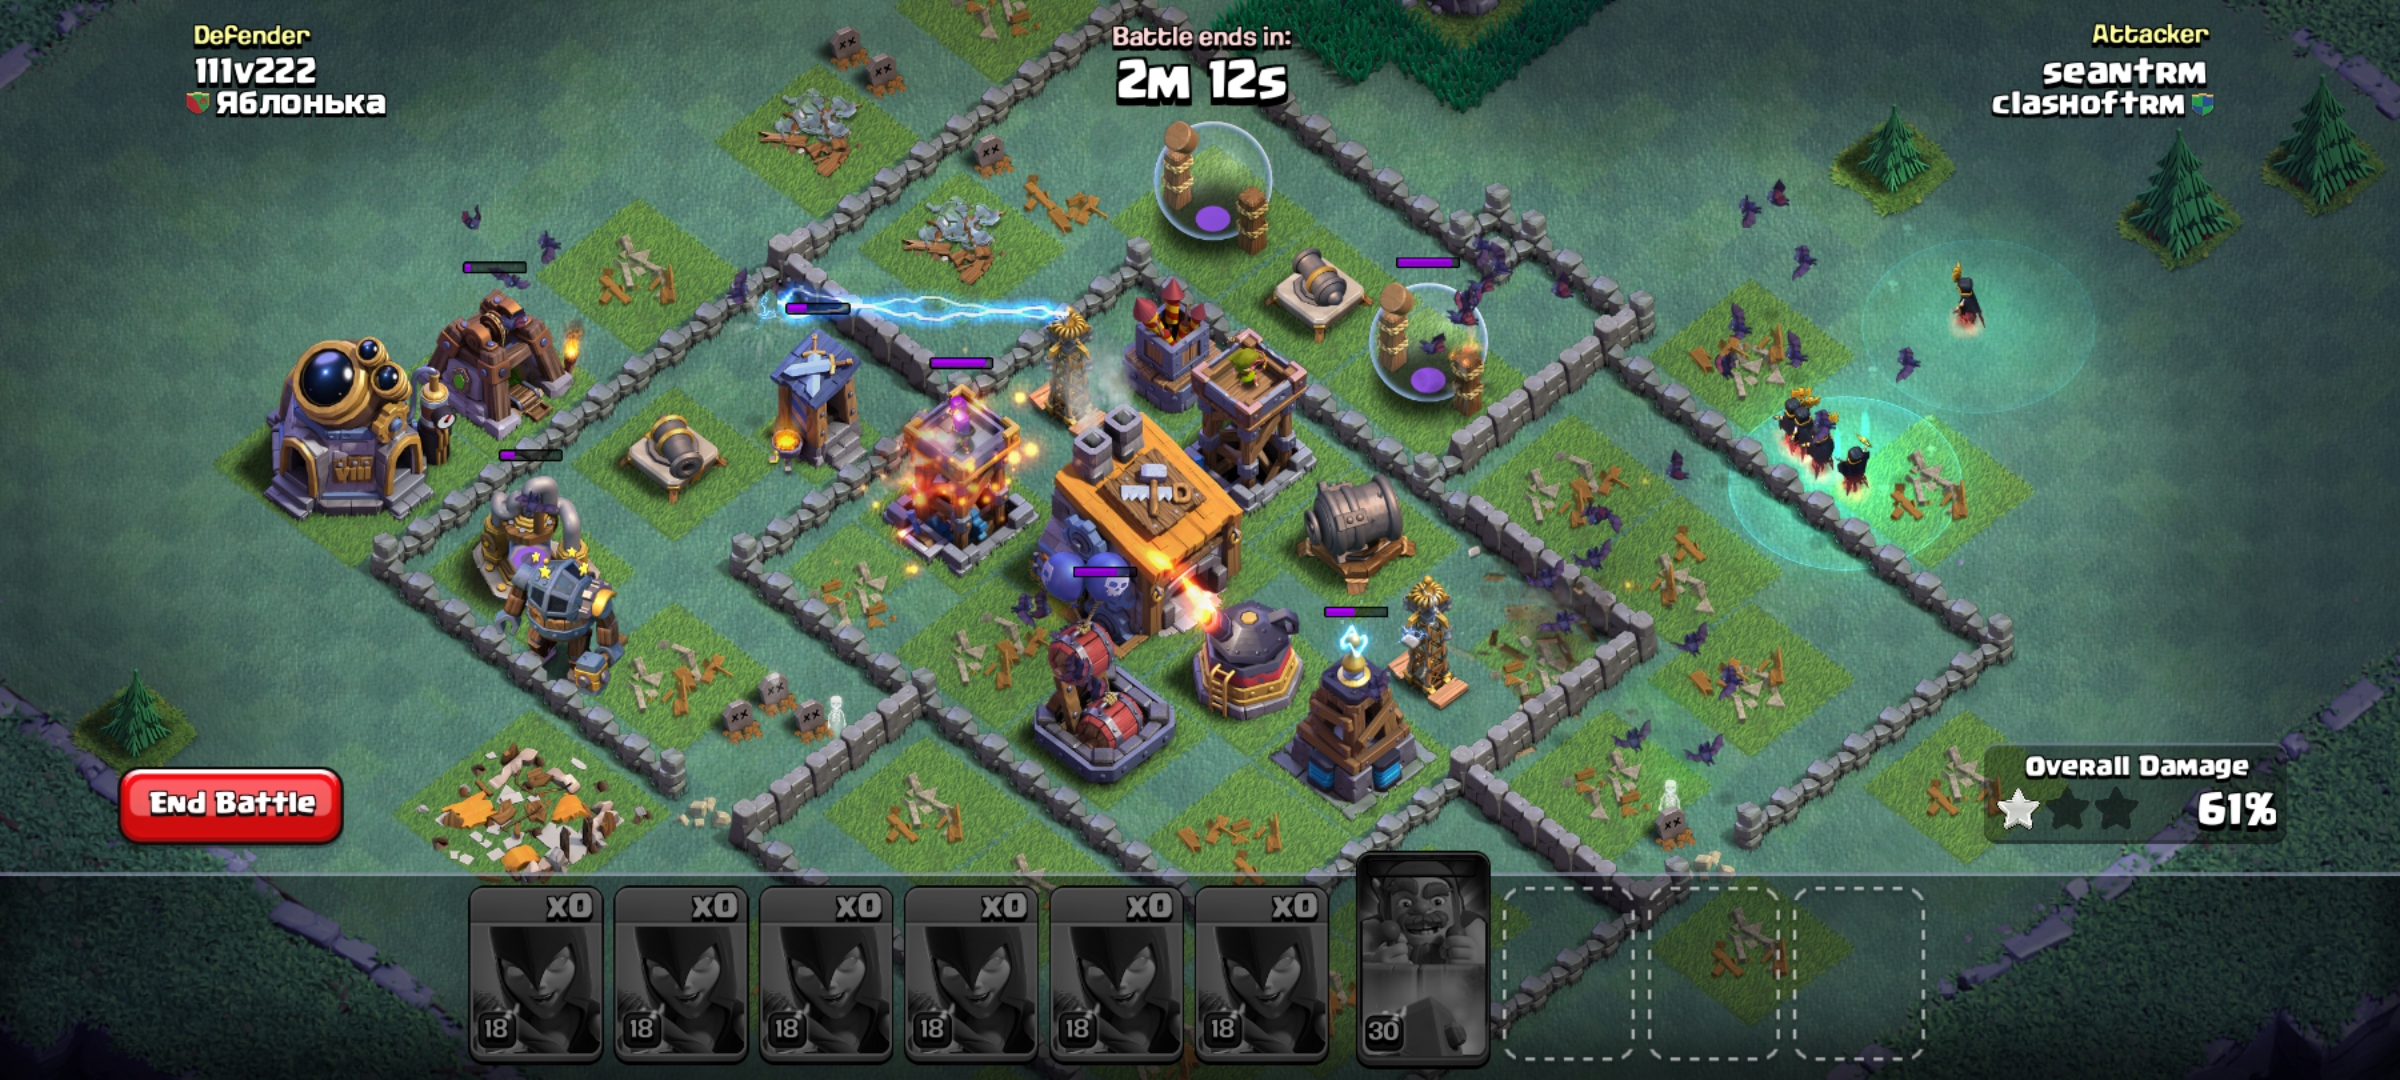 Defender
111v222
Яблонька
Battle ends in:
2M 12s
Attacker
seantrm
clashoftrm
VIII
End Battle
Overall Damage
61%
x0 x0 x0 x0 x0 x0
18 18 18 18 18 18 30